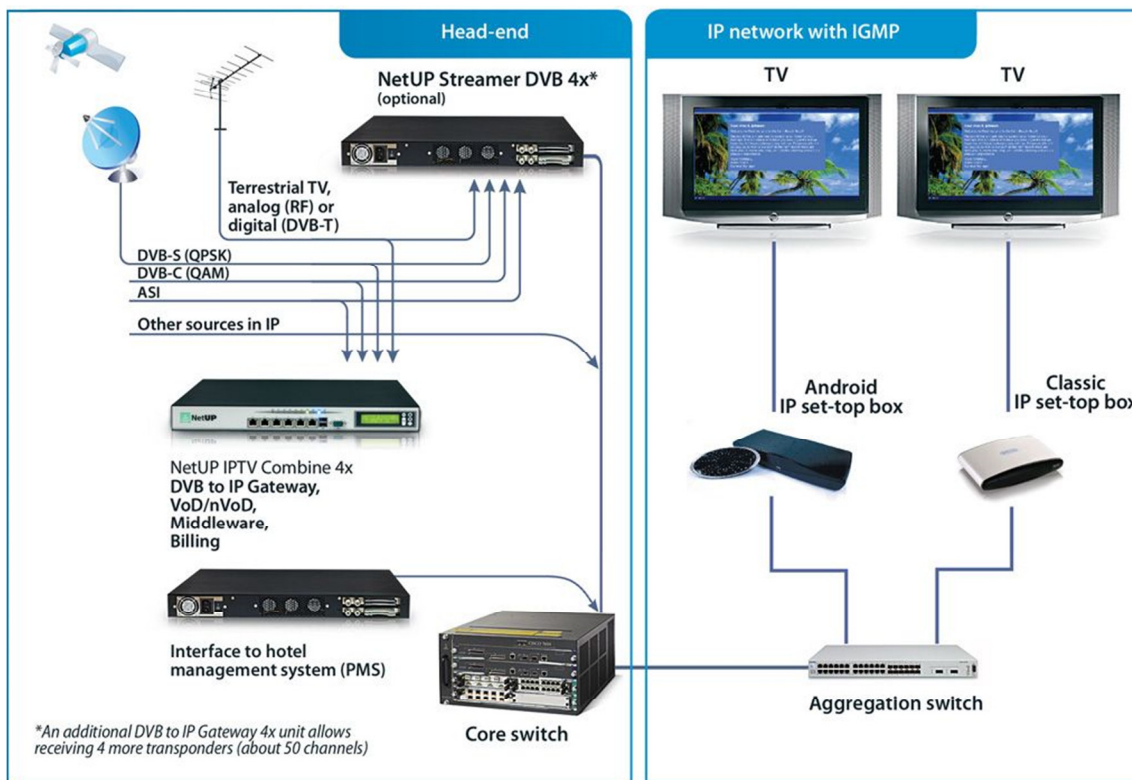 Head-end
IP network with IGMP
NetUP Streamer DVB 4x*
(optional)
TV
TV
Terrestrial TV,
analog (RF) or
digital (DVB-T)
DVB-S (QPSK)
DVB-C (QAM)
ASI
Other sources in IP
NetUP
NetUP IPTV Combine 4x
DVB to IP Gateway,
VoD/nVoD,
Middleware,
Billing
Android
IP set-top box
Classic
IP set-top box
Interface to hotel
management system (PMS)
Core switch
Aggregation switch
*An additional DVB to IP Gateway 4x unit allows
receiving 4 more transponders (about 50 channels)